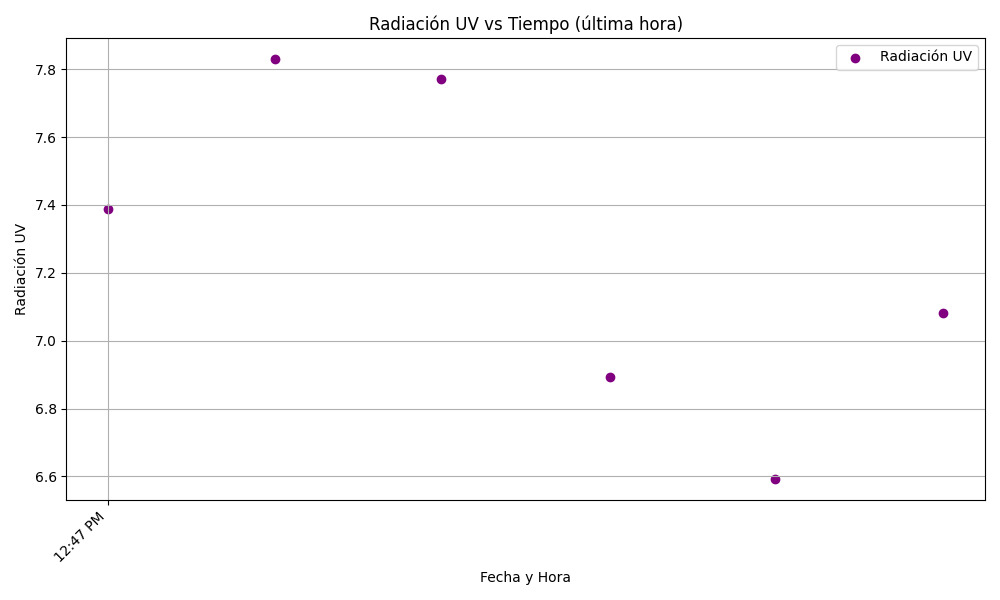 Radiación UV vs Tiempo (última hora)
Radiación UV
7.8
7.6
7.4
7.2
7.0
6.8
6.6
Radiación UV
12:47 PM
Fecha y Hora